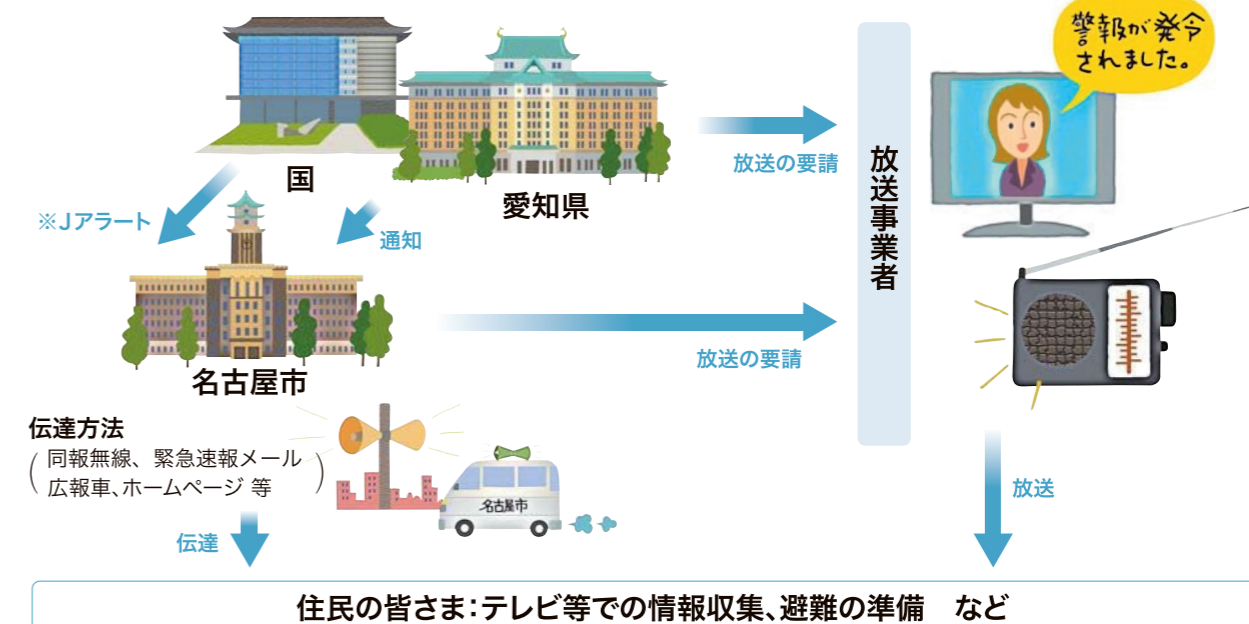 警報が発令
されました。
国
愛知県
放送の要請
放送事業者
※Jアラート
通知
名古屋市
放送の要請
伝達方法
(同報無線、緊急速報メール
広報車、ホームページ 等)
名古屋市
伝達
放送
住民の皆さま:テレビ等での情報収集、避難の準備　など